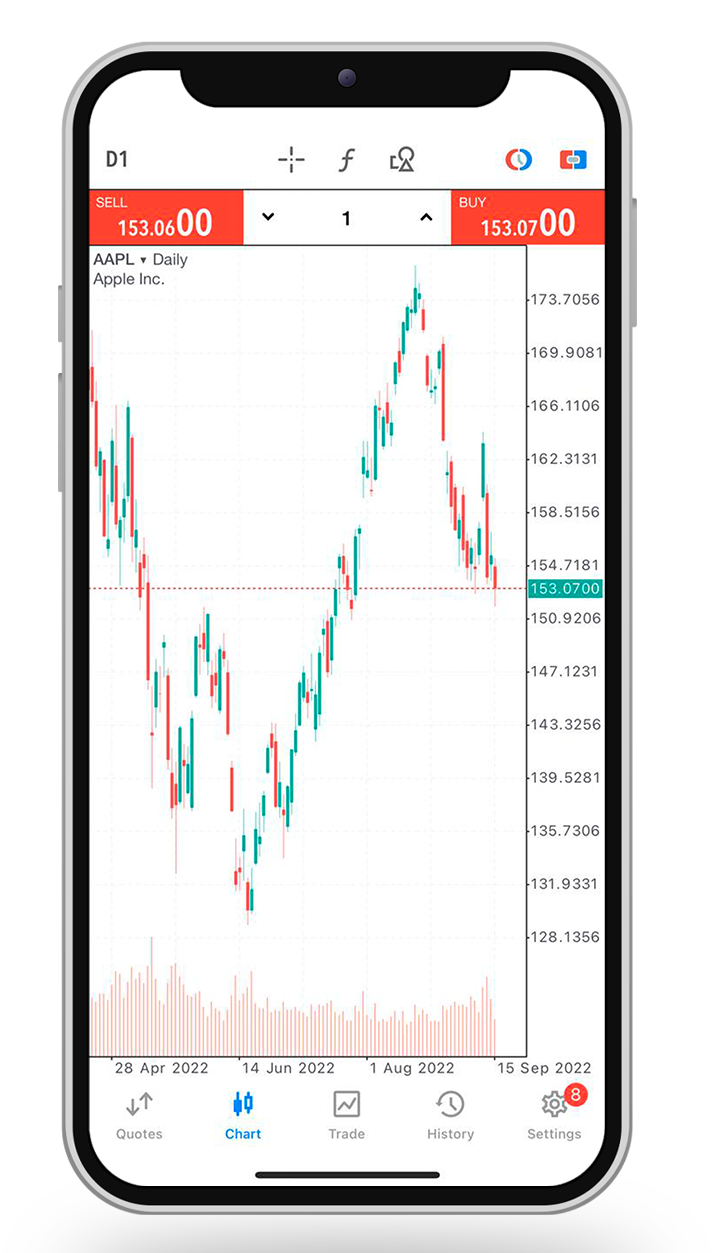 D1
SELL
153.0600
1
BUY
153.0700
AAPL ▾ Daily
Apple Inc.
173.7056
169.9081
166.1106
162.3131
158.5156
154.7181
153.0700
150.9206
147.1231
143.3256
139.5281
135.7306
131.9331
128.1356
28 Apr 2022 14 Jun 2022 1 Aug 2022 15 Sep 2022
8
Quotes Chart Trade History Settings